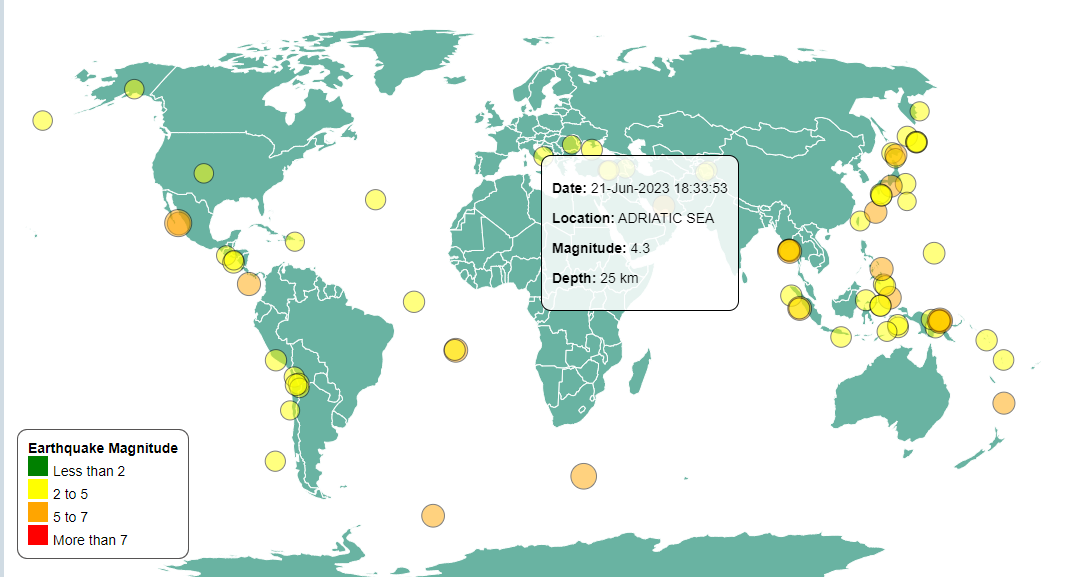 Date: 21-Jun-2023 18:33:53
Location: ADRIATIC SEA
Magnitude: 4.3
Depth: 25 km
Earthquake Magnitude
Less than 2
2 to 5
5 to 7
More than 7